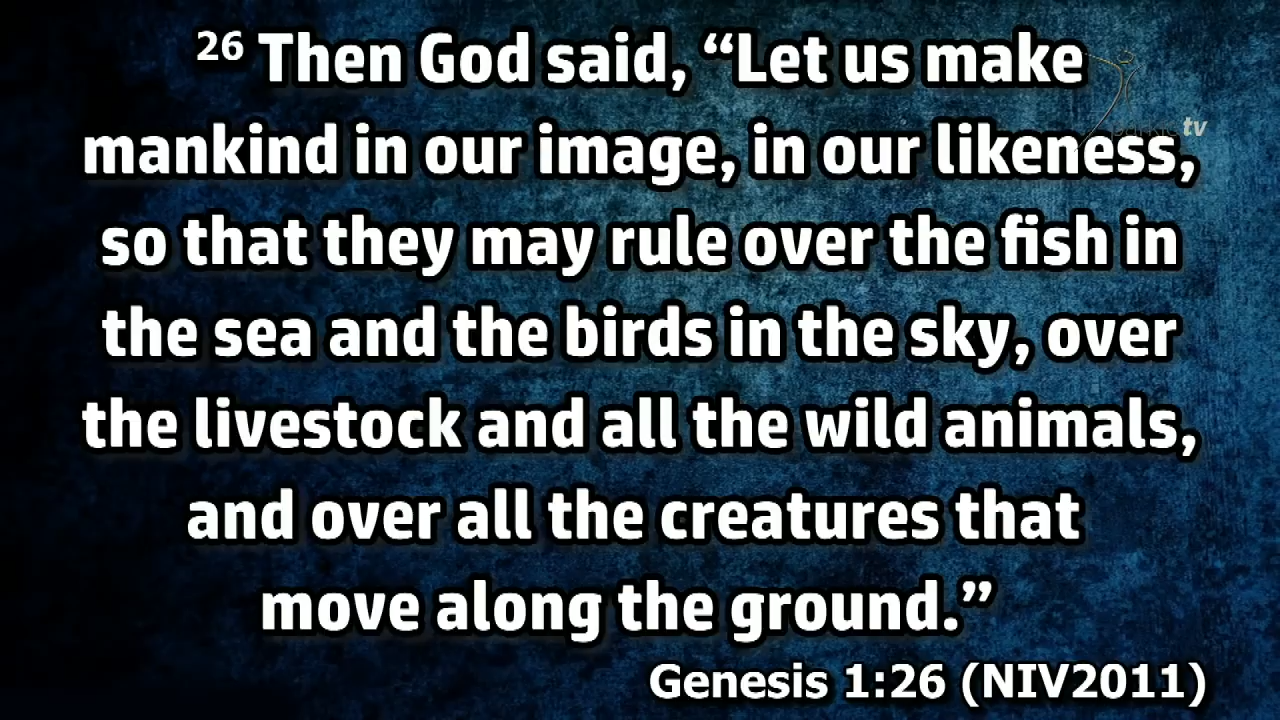 26 Then God said, “Let us make
mankind in our image, in our likeness,
so that they may rule over the fish in
the sea and the birds in the sky, over
the livestock and all the wild animals,
and over all the creatures that
move along the ground.”
Genesis 1:26 (NIV2011)
tv